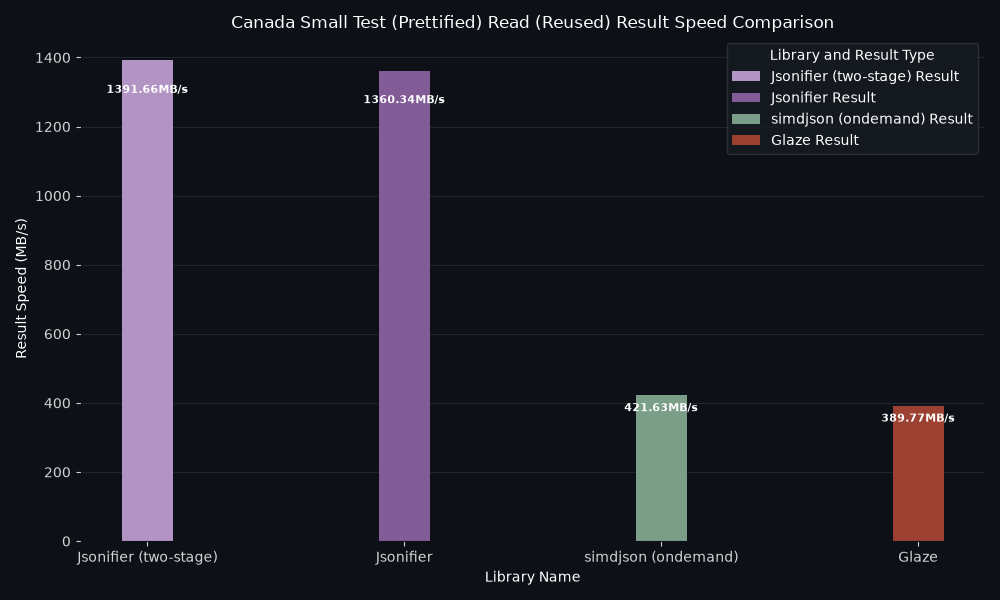 Canada Small Test (Prettified) Read (Reused) Result Speed Comparison
Library and Result Type
Jsonifier (two-stage) Result
Jsonifier Result
simdjson (ondemand) Result
Glaze Result
Result Speed (MB/s)
1400
1200
1000
800
600
400
200
0
1391.66MB/s
1360.34MB/s
421.63MB/s
389.77MB/s
Jsonifier (two-stage)
Jsonifier
simdjson (ondemand)
Glaze
Library Name